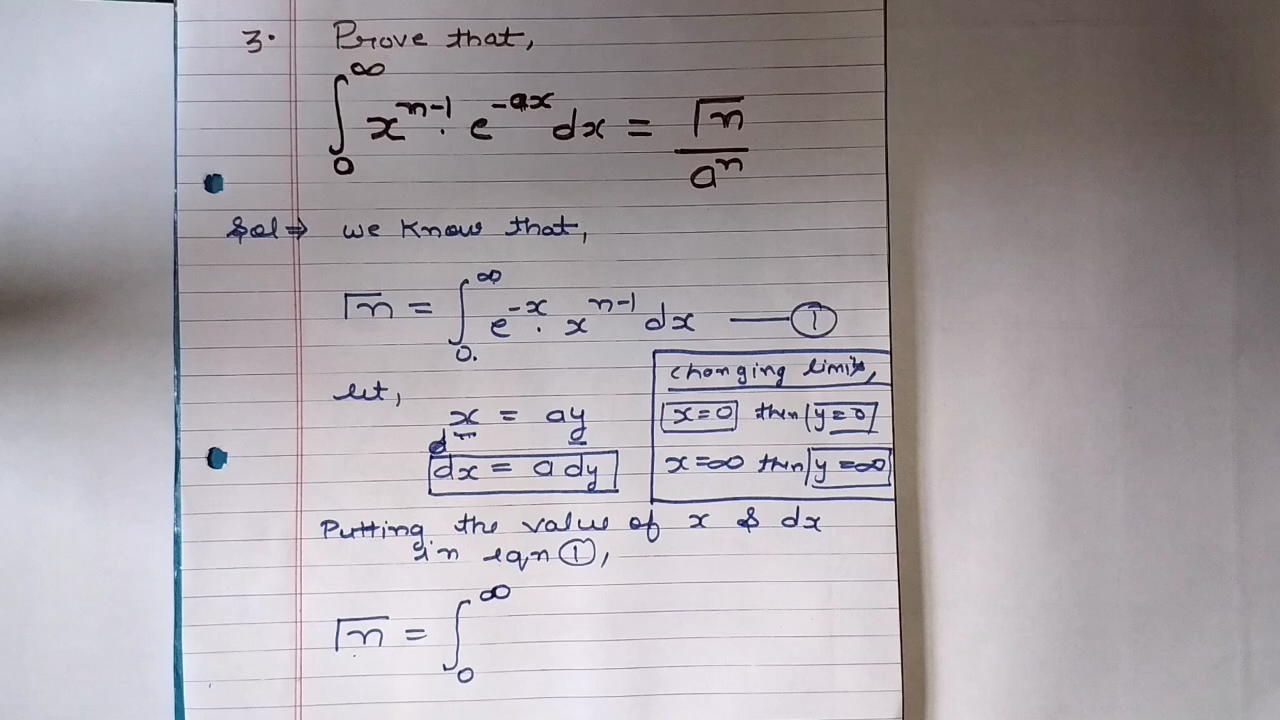 3. Prove that,
∫₀^∞ x^(n-1) . e^(-ax) dx = Γn / aⁿ
Sol ⇒ we know that,
Γn = ∫₀^∞ e^(-x) . x^(n-1) dx —— ①
let,
x = ay
d
dx = a dy
changing limits,
x=0 then y=0
x=∞ then y=∞
Putting the value of x & dx
in eqn ①,
Γn = ∫₀^∞